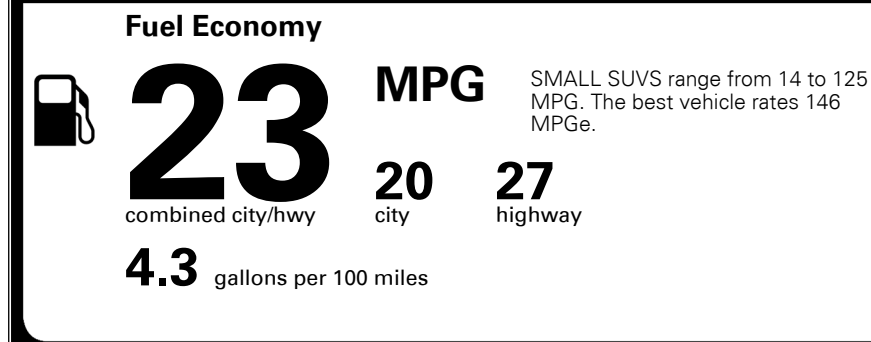 Fuel Economy
23
MPG
SMALL SUVS range from 14 to 125
MPG. The best vehicle rates 146
MPGe.
combined city/hwy
20
city
27
highway
4.3 gallons per 100 miles